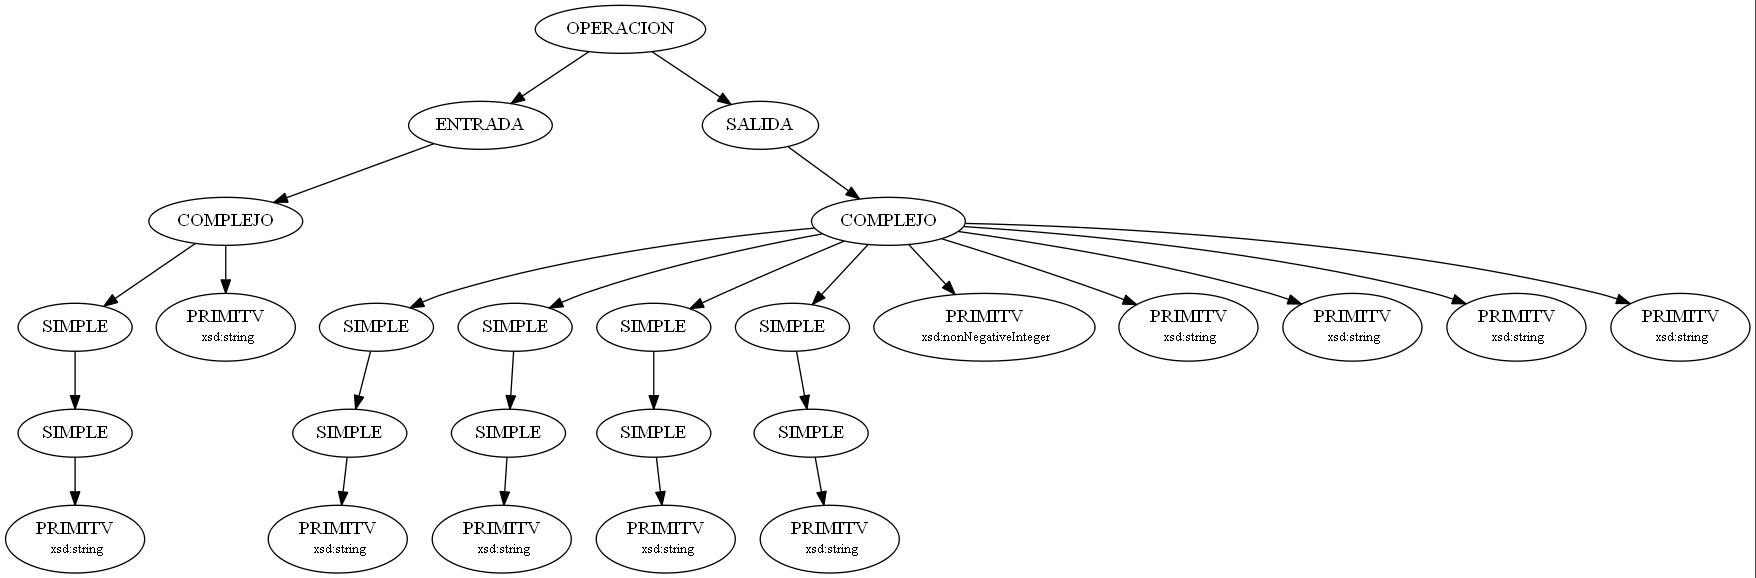 OPERACION
ENTRADA
SALIDA
COMPLEJO
COMPLEJO
SIMPLE
PRIMITV
xsd:string
SIMPLE
SIMPLE
SIMPLE
SIMPLE
PRIMITV
xsd:nonNegativeInteger
PRIMITV
xsd:string
PRIMITV
xsd:string
PRIMITV
xsd:string
PRIMITV
xsd:string
SIMPLE
SIMPLE
SIMPLE
SIMPLE
SIMPLE
PRIMITV
xsd:string
PRIMITV
xsd:string
PRIMITV
xsd:string
PRIMITV
xsd:string
PRIMITV
xsd:string